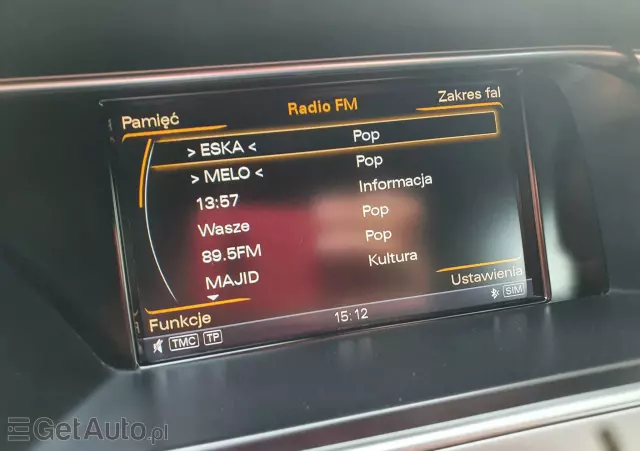 Pamięć Radio FM Zakres fal
> ESKA < Pop
> MELO < Pop
13:57 Informacja
Wasze Pop
89.5FM Pop
MAJID Kultura
Funkcje Ustawienia
TMC TP 15:12 SIM
GetAuto.pl